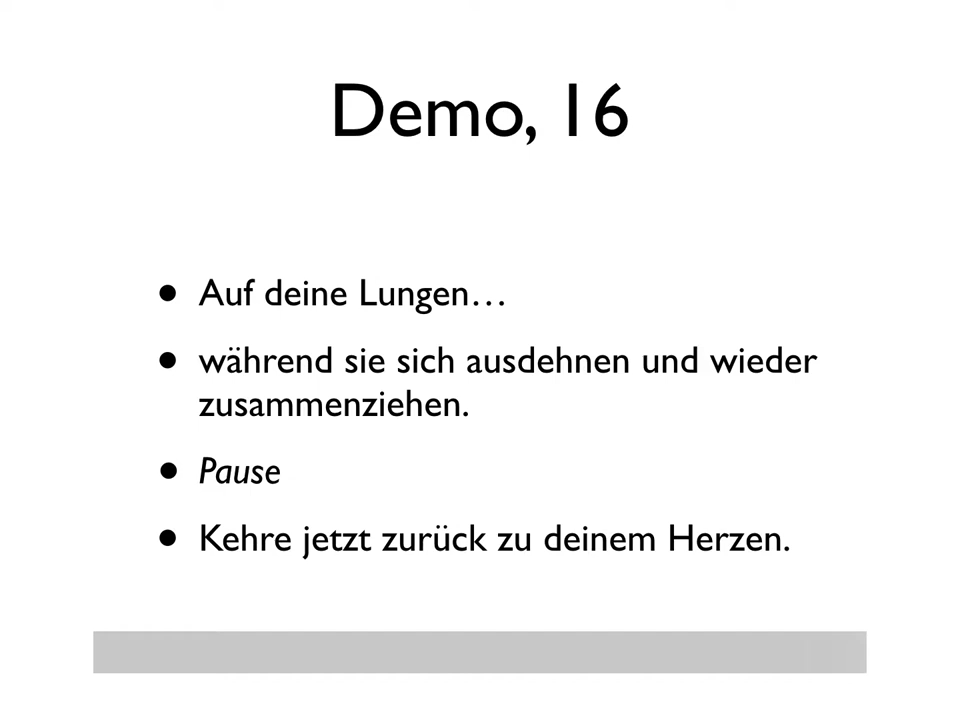 Demo, 16
• Auf deine Lungen…
• während sie sich ausdehnen und wieder
zusammenziehen.
• Pause
• Kehre jetzt zurück zu deinem Herzen.